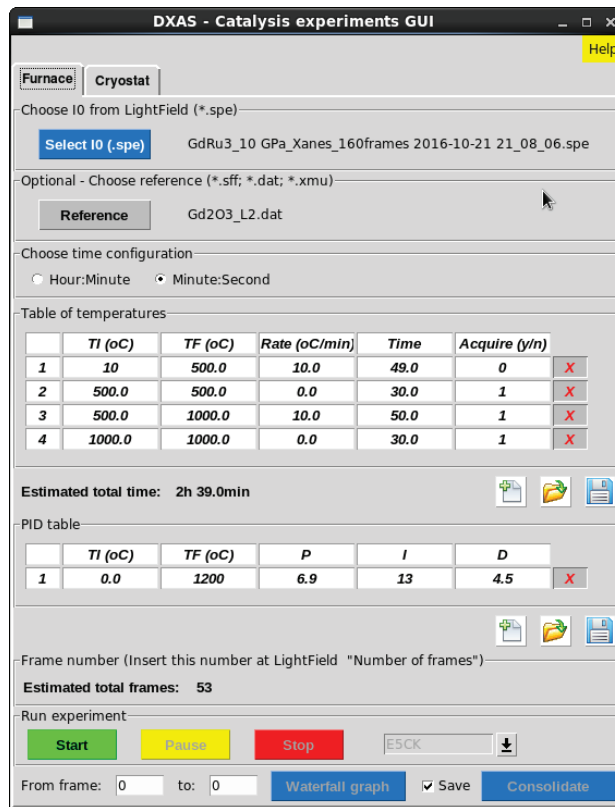 DXAS - Catalysis experiments GUI
Help
Furnace Cryostat
Choose I0 from LightField (*.spe)
Select I0 (.spe) GdRu3_10 GPa_Xanes_160frames 2016-10-21 21_08_06.spe
Optional - Choose reference (*.sff; *.dat; *.xmu)
Reference Gd2O3_L2.dat
Choose time configuration
Hour:Minute Minute:Second
Table of temperatures
TI (oC) TF (oC) Rate (oC/min) Time Acquire (y/n)
1 10 500.0 10.0 49.0 0 X
2 500.0 500.0 0.0 30.0 1 X
3 500.0 1000.0 10.0 50.0 1 X
4 1000.0 1000.0 0.0 30.0 1 X
Estimated total time: 2h 39.0min
PID table
TI (oC) TF (oC) P I D
1 0.0 1200 6.9 13 4.5 X
Frame number (Insert this number at LightField "Number of frames")
Estimated total frames: 53
Run experiment
Start Pause Stop E5CK
From frame: 0 to: 0 Waterfall graph Save Consolidate